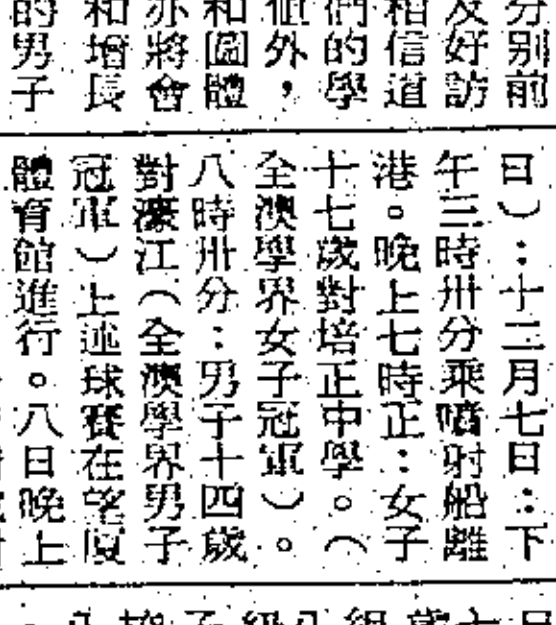 分别前
及好訪
相信道
們的學
值外，
和團體
亦將會
和增長
的男子
日）：十二月七日：下
午三時卅分乘噴射船離
港。晚上七時正：女子
十七歲對培正中學。（
全澳學界女子冠軍）。
八時卅分：男子十四歲
對濠江（全澳學界男子
冠軍）上述球賽在望厦
體育館進行。八日晚上